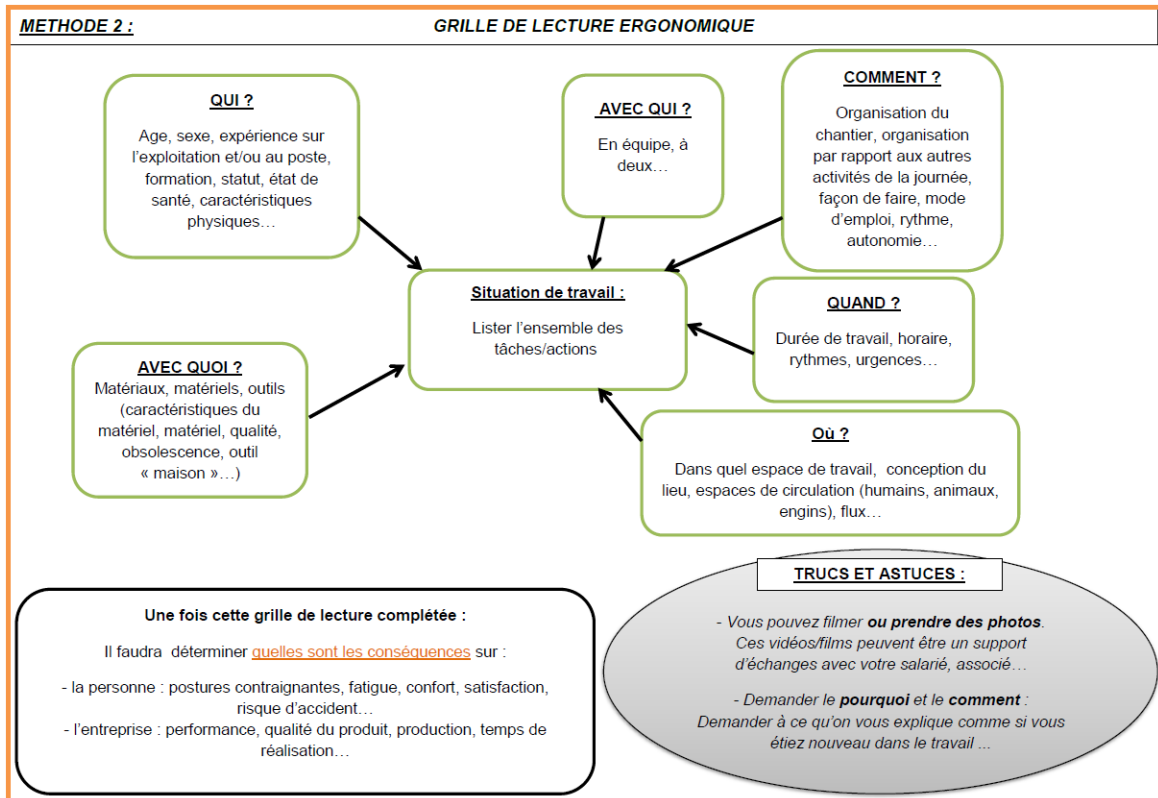 METHODE 2 :
GRILLE DE LECTURE ERGONOMIQUE
QUI ?
Age, sexe, expérience sur
l’exploitation et/ou au poste,
formation, statut, état de
santé, caractéristiques
physiques…
AVEC QUI ?
En équipe, à
deux…
COMMENT ?
Organisation du
chantier, organisation
par rapport aux autres
activités de la journée,
façon de faire, mode
d’emploi, rythme,
autonomie…
Situation de travail :
Lister l’ensemble des
tâches/actions
QUAND ?
Durée de travail, horaire,
rythmes, urgences…
AVEC QUOI ?
Matériaux, matériels, outils
(caractéristiques du
matériel, matériel, qualité,
obsolescence, outil
« maison »…)
Où ?
Dans quel espace de travail, conception du
lieu, espaces de circulation (humains, animaux,
engins), flux…
Une fois cette grille de lecture complétée :
Il faudra déterminer quelles sont les conséquences sur :
- la personne : postures contraignantes, fatigue, confort, satisfaction,
risque d’accident…
- l’entreprise : performance, qualité du produit, production, temps de
réalisation…
TRUCS ET ASTUCES :
- Vous pouvez filmer ou prendre des photos.
Ces vidéos/films peuvent être un support
d’échanges avec votre salarié, associé…
- Demander le pourquoi et le comment :
Demander à ce qu’on vous explique comme si vous
étiez nouveau dans le travail ...